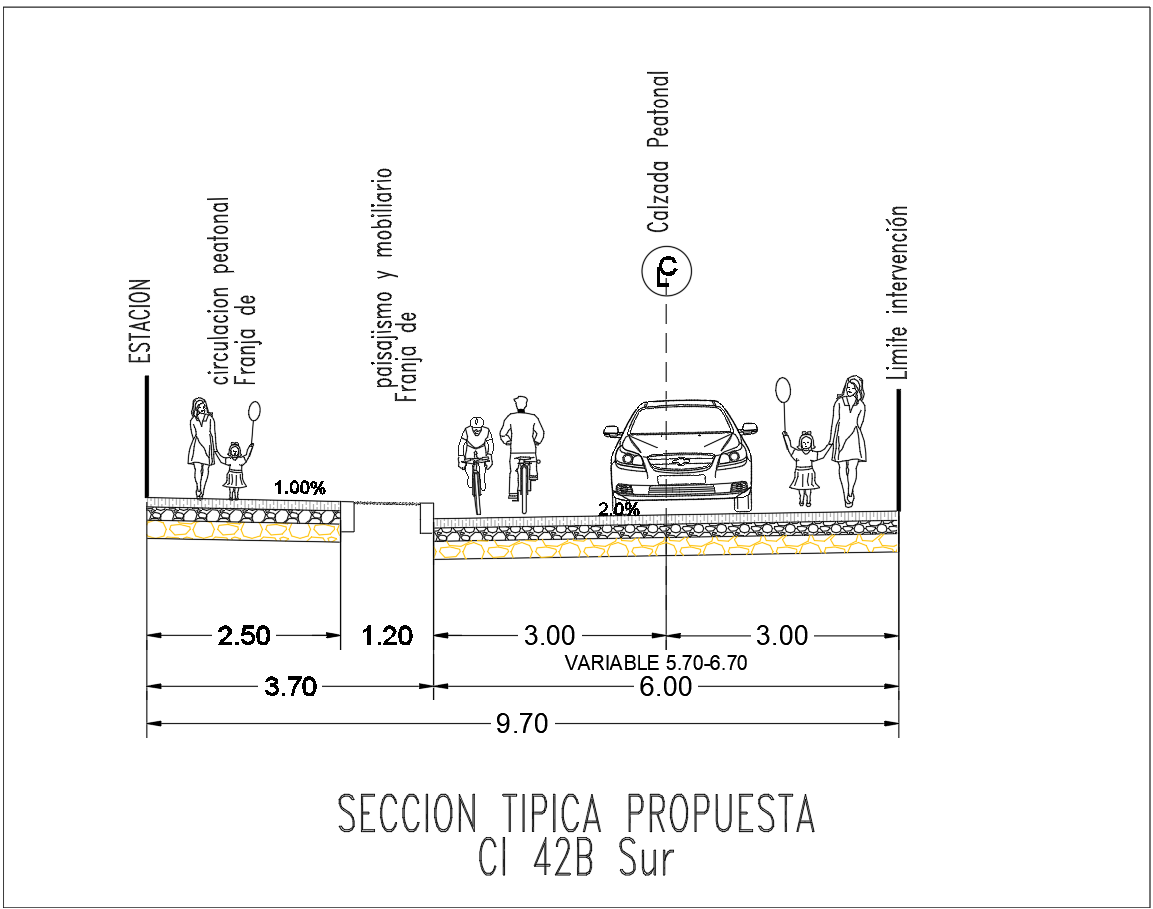 Calzada Peatonal
CL
ESTACION
circulacion peatonal
Franja de
paisajismo y mobiliario
Franja de
Limite intervención
1.00%
2.0%
2.50
1.20
3.00
3.00
VARIABLE 5.70-6.70
3.70
6.00
9.70
SECCION TIPICA PROPUESTA
Cl 42B Sur